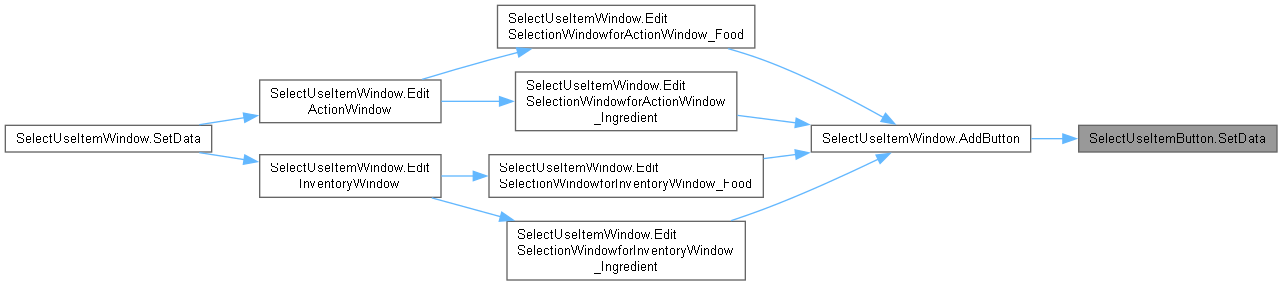 SelectUseItemWindow.Edit
SelectionWindowforActionWindow_Food
SelectUseItemWindow.Edit
ActionWindow
SelectUseItemWindow.Edit
SelectionWindowforActionWindow
_Ingredient
SelectUseItemWindow.SetData
SelectUseItemWindow.AddButton
SelectUseItemButton.SetData
SelectUseItemWindow.Edit
InventoryWindow
SelectUseItemWindow.Edit
SelectionWindowforInventoryWindow_Food
SelectUseItemWindow.Edit
SelectionWindowforInventoryWindow
_Ingredient